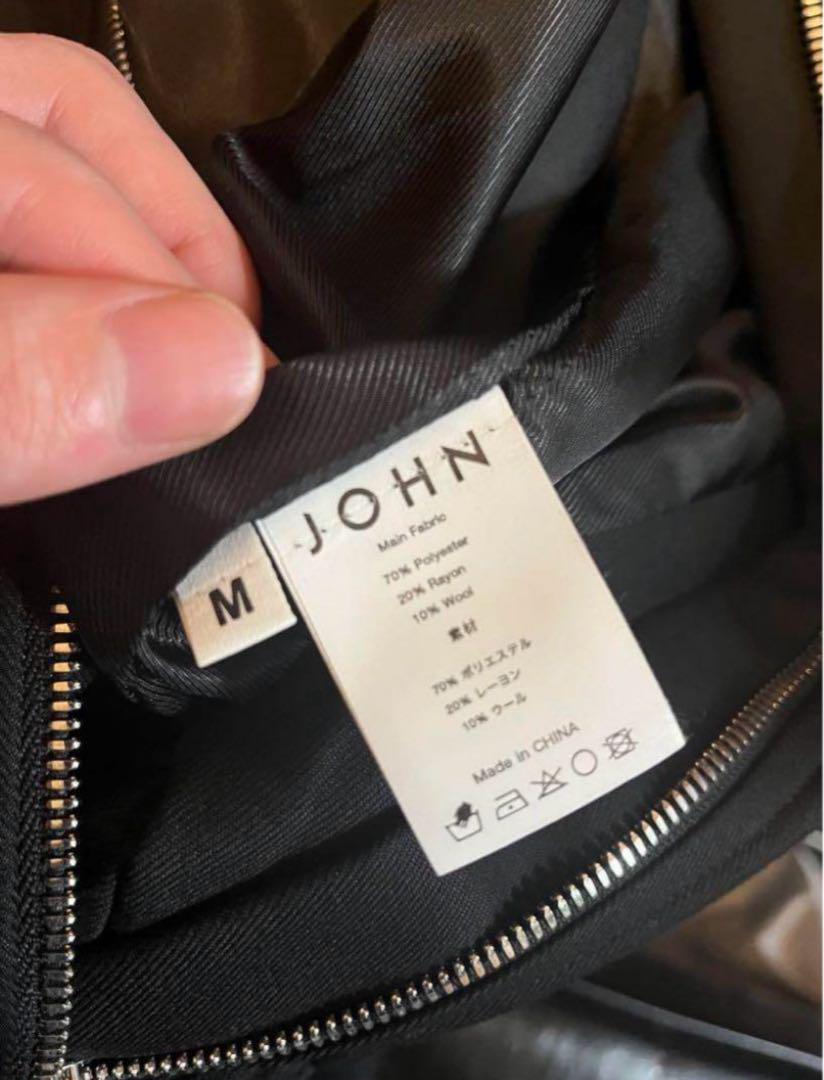 JOHN
Main Fabric
70% Polyester
20% Rayon
10% Wool
素材
70% ポリエステル
20% レーヨン
10% ウール
Made in CHINA
M